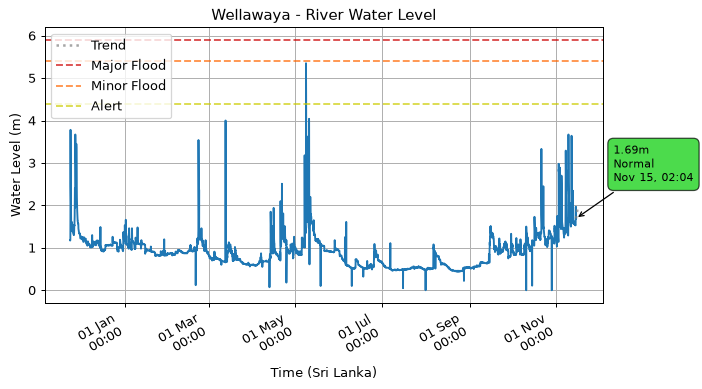 Wellawaya - River Water Level
Trend
Major Flood
Minor Flood
Alert
6
5
4
3
2
1
0
Water Level (m)
1.69m
Normal
Nov 15, 02:04
01 Jan
00:00
01 Mar
00:00
01 May
00:00
01 Jul
00:00
01 Sep
00:00
01 Nov
00:00
Time (Sri Lanka)